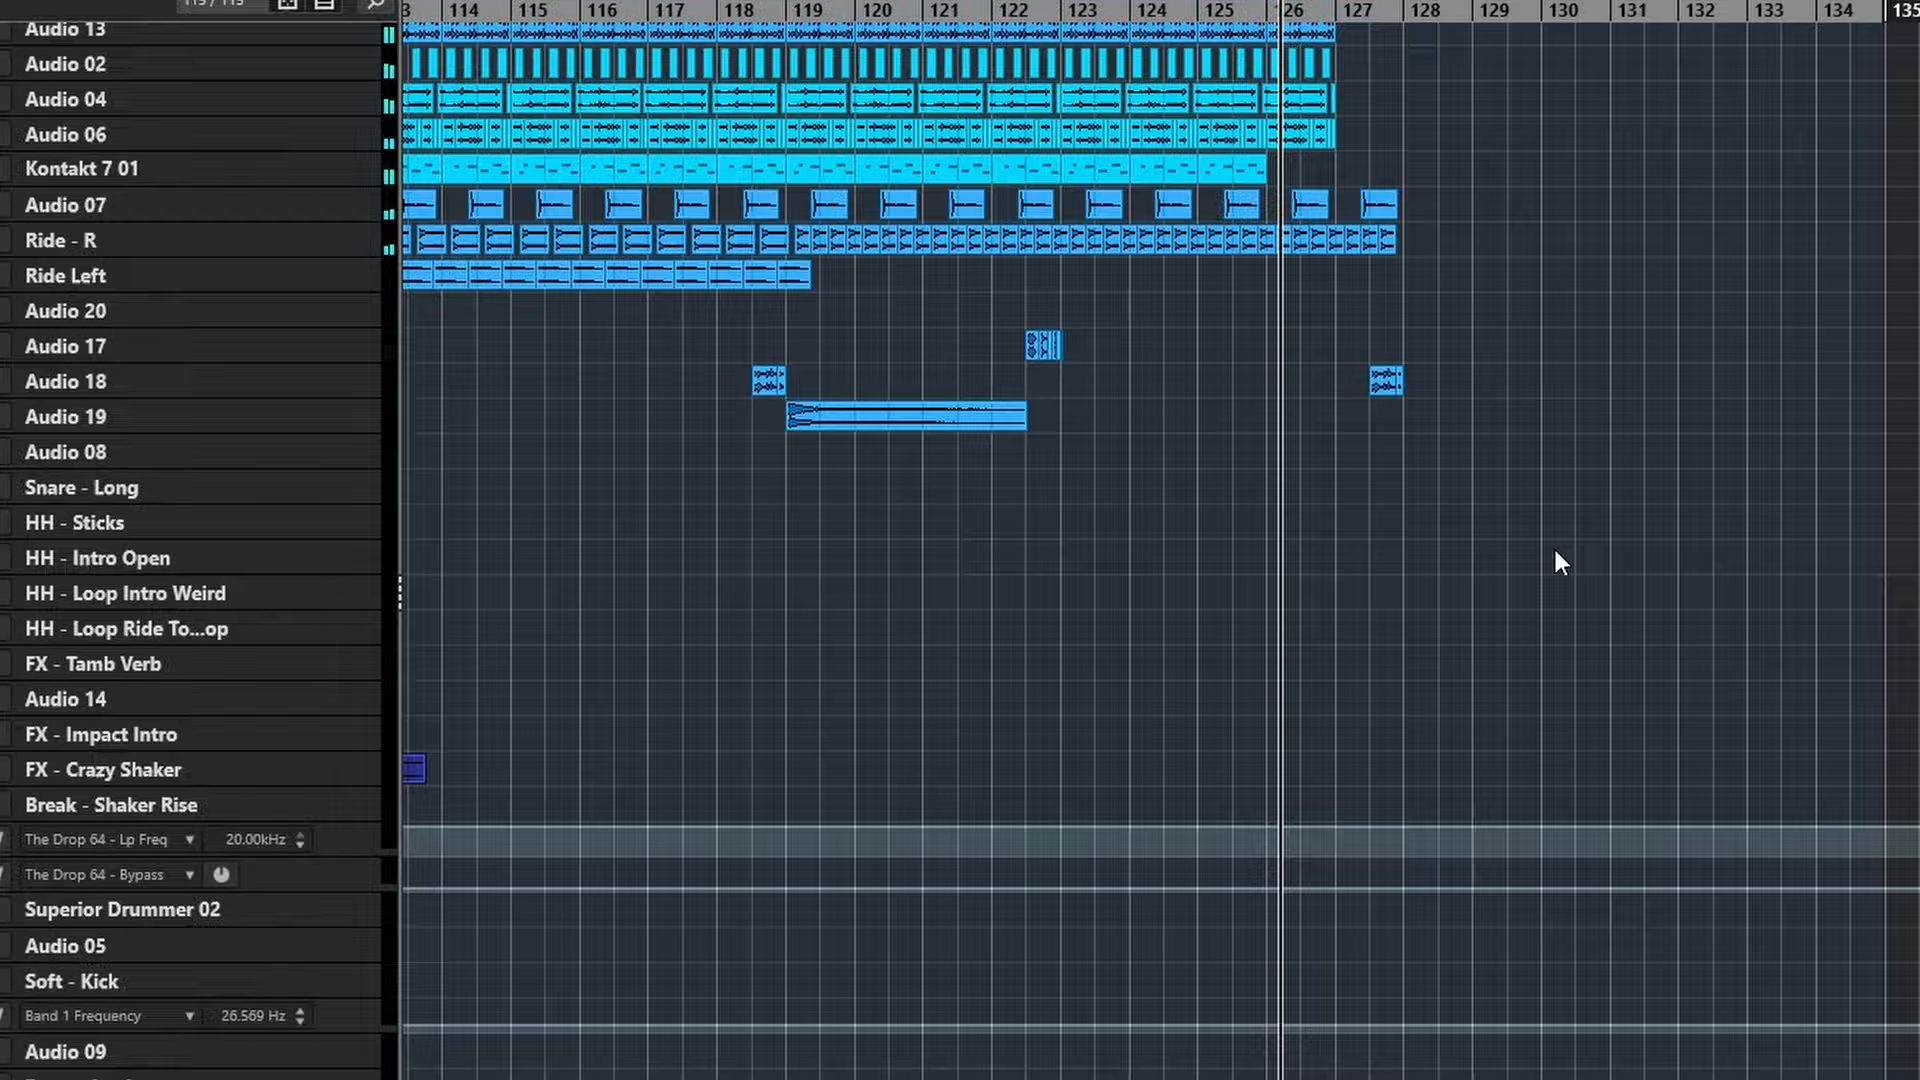 115 / 115
3 114 115 116 117 118 119 120 121 122 123 124 125 26 127 128 129 130 131 132 133 134 135
Audio 13
Audio 02
Audio 04
Audio 06
Kontakt 7 01
Audio 07
Ride - R
Ride Left
Audio 20
Audio 17
Audio 18
Audio 19
Audio 08
Snare - Long
HH - Sticks
HH - Intro Open
HH - Loop Intro Weird
HH - Loop Ride To...op
FX - Tamb Verb
Audio 14
FX - Impact Intro
FX - Crazy Shaker
Break - Shaker Rise
The Drop 64 - Lp Freq 20.00kHz
The Drop 64 - Bypass
Superior Drummer 02
Audio 05
Soft - Kick
Band 1 Frequency 26.569 Hz
Audio 09